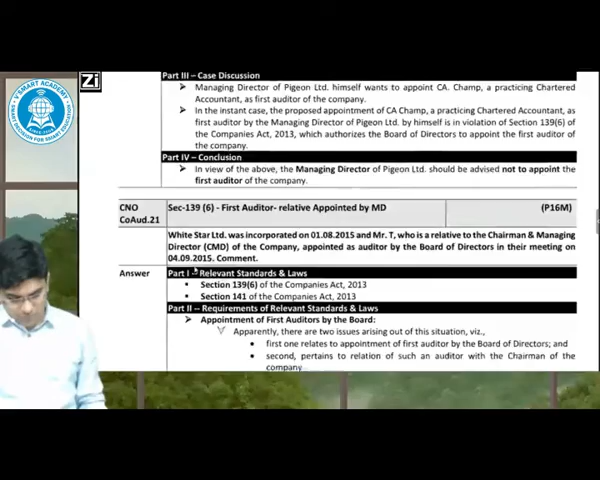 V'SMART ACADEMY
Zi
Part III – Case Discussion
Managing Director of Pigeon Ltd. himself wants to appoint CA. Champ, a practicing Chartered
Accountant, as first auditor of the company.
In the instant case, the proposed appointment of CA Champ, a practicing Chartered Accountant, as
first auditor by the Managing Director of Pigeon Ltd. by himself is in violation of Section 139(6) of
the Companies Act, 2013, which authorizes the Board of Directors to appoint the first auditor of
the company.
Part IV – Conclusion
In view of the above, the Managing Director of Pigeon Ltd. should be advised not to appoint the
first auditor of the company.
CNO Sec-139 (6) - First Auditor- relative Appointed by MD (P16M)
CoAud.21
White Star Ltd. was incorporated on 01.08.2015 and Mr. T, who is a relative to the Chairman & Managing
Director (CMD) of the Company, appointed as auditor by the Board of Directors in their meeting on
04.09.2015. Comment.
Answer Part I - Relevant Standards & Laws
Section 139(6) of the Companies Act, 2013
Section 141 of the Companies Act, 2013
Part II – Requirements of Relevant Standards & Laws
Appointment of First Auditors by the Board:
Apparently, there are two issues arising out of this situation, viz.,
first one relates to appointment of first auditor by the Board of Directors; and
second, pertains to relation of such an auditor with the Chairman of the
company